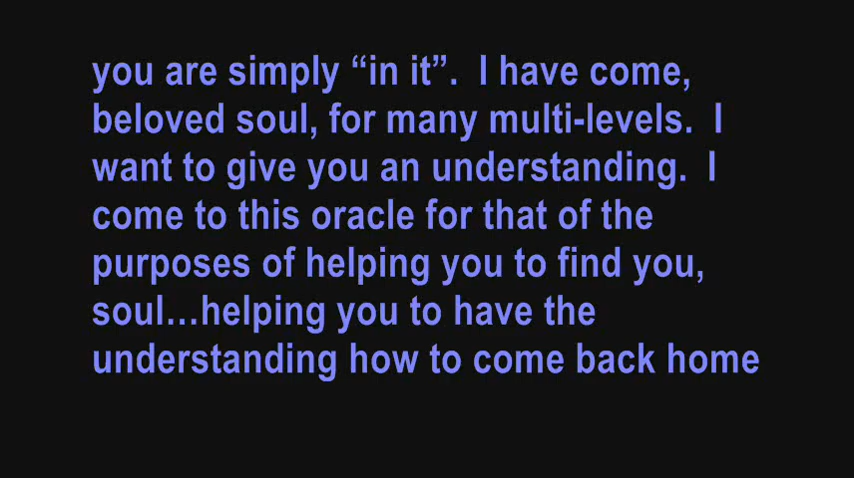 you are simply “in it”.  I have come,
beloved soul, for many multi-levels.  I
want to give you an understanding.  I
come to this oracle for that of the
purposes of helping you to find you,
soul…helping you to have the
understanding how to come back home